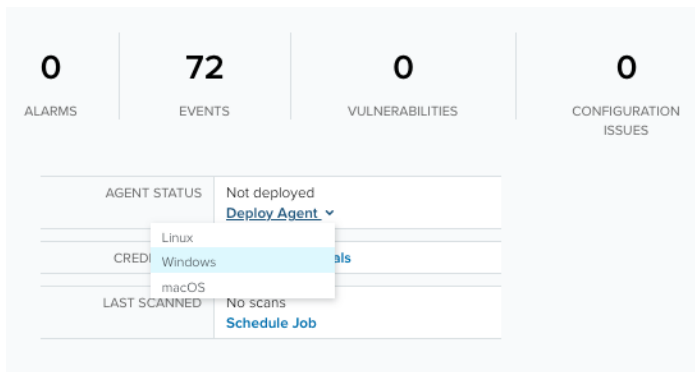 0
72
0
0
ALARMS
EVENTS
VULNERABILITIES
CONFIGURATION
ISSUES
AGENT STATUS
Not deployed
Deploy Agent
Linux
Windows
macOS
LAST SCANNED
No scans
Schedule Job